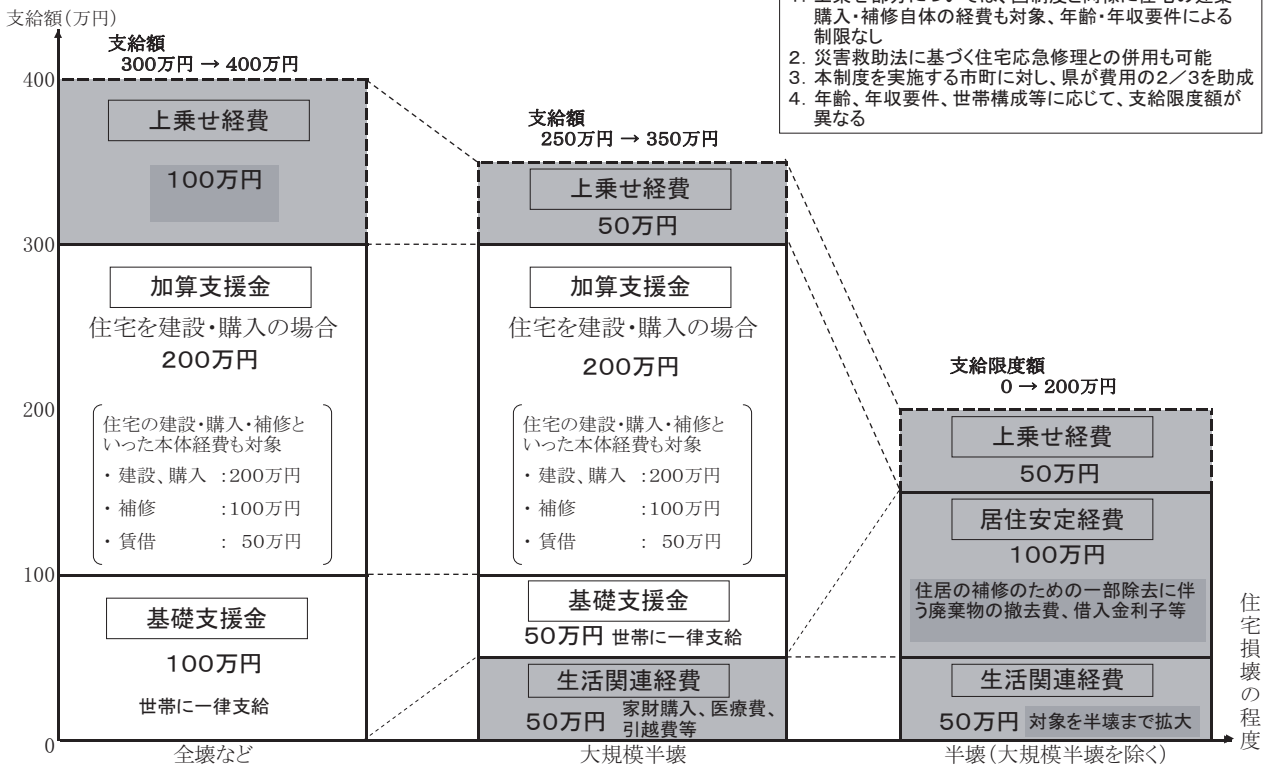 支給額(万円)
購入・補修自体の経費も対象、年齢・年収要件による
制限なし
2. 災害救助法に基づく住宅応急修理との併用も可能
3. 本制度を実施する市町に対し、県が費用の2/3を助成
4. 年齢、年収要件、世帯構成等に応じて、支給限度額が
異なる
支給額
300万円 → 400万円
上乗せ経費
100万円
加算支援金
住宅を建設・購入の場合
200万円
住宅の建設・購入・補修と
いった本体経費も対象
・ 建設、購入 :200万円
・ 補修 :100万円
・ 賃借 : 50万円
基礎支援金
100万円
世帯に一律支給
支給額
250万円 → 350万円
上乗せ経費
50万円
加算支援金
住宅を建設・購入の場合
200万円
住宅の建設・購入・補修と
いった本体経費も対象
・ 建設、購入 :200万円
・ 補修 :100万円
・ 賃借 : 50万円
基礎支援金
50万円 世帯に一律支給
生活関連経費
50万円 家財購入、医療費、
引越費等
支給限度額
0 → 200万円
上乗せ経費
50万円
居住安定経費
100万円
住居の補修のための一部除去に伴
う廃棄物の撤去費、借入金利子等
生活関連経費
50万円 対象を半壊まで拡大
400
300
200
100
0
全壊など
大規模半壊
半壊(大規模半壊を除く)
住宅損壊の程度